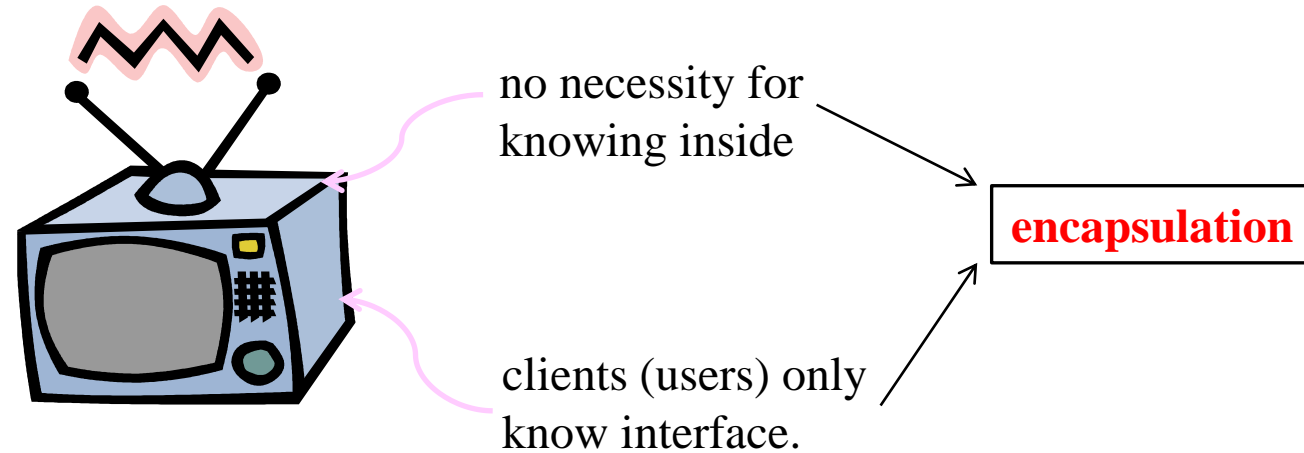 no necessity for
knowing inside
encapsulation
clients (users) only
know interface.